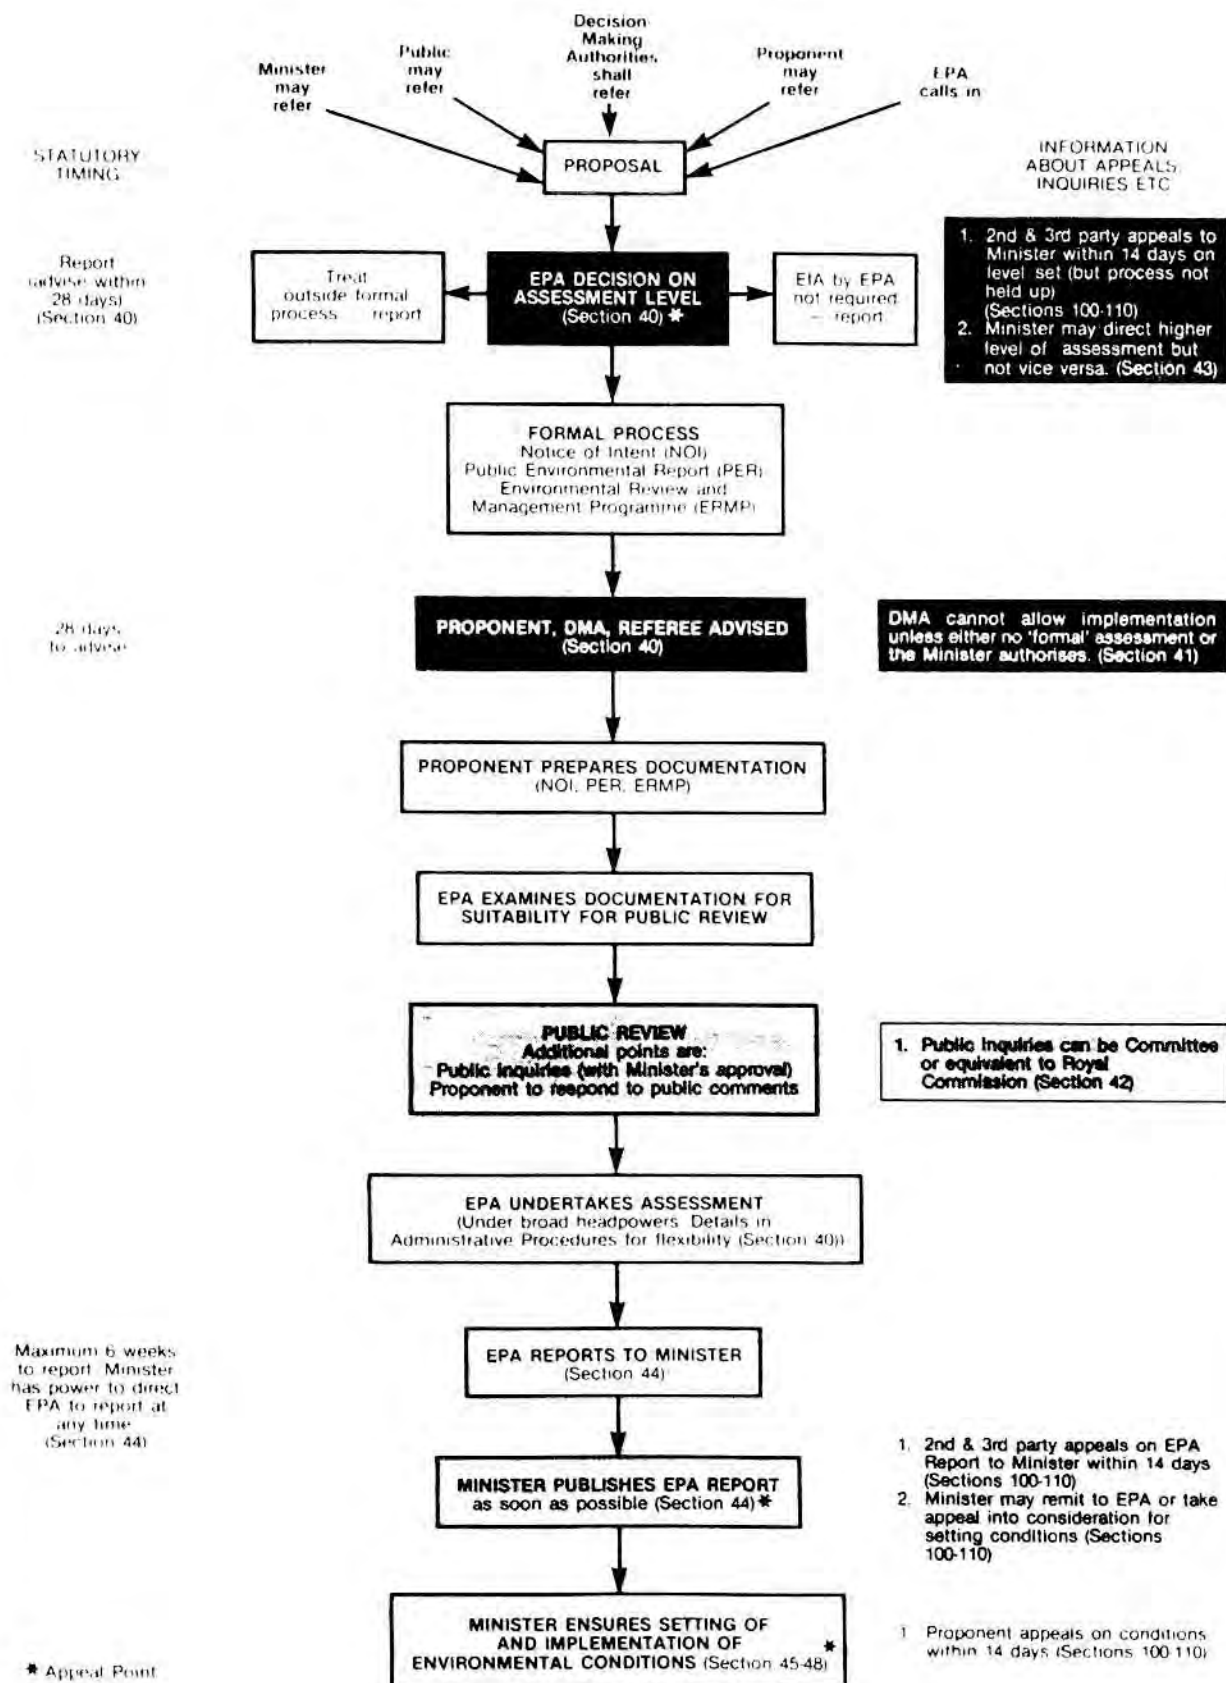 Minister
may
refer
Public
may
refer
Decision
Making
Authorities
shall
refer
Proponent
may
refer
EPA
calls in
STATUTORY
TIMING
PROPOSAL
INFORMATION
ABOUT APPEALS
INQUIRIES ETC
Report
(advise within
28 days)
(Section 40)
Treat
outside formal
process report
EPA DECISION ON
ASSESSMENT LEVEL
(Section 40) *
EIA by EPA
not required
– report
1. 2nd & 3rd party appeals to
Minister within 14 days on
level set (but process not
held up)
(Sections 100-110)
2. Minister may direct higher
level of assessment but
not vice versa. (Section 43)
FORMAL PROCESS
Notice of Intent (NOI)
Public Environmental Report (PER)
Environmental Review and
Management Programme (ERMP)
28 days
to advise
PROPONENT, DMA, REFEREE ADVISED
(Section 40)
DMA cannot allow implementation
unless either no 'formal' assessment or
the Minister authorises. (Section 41)
PROPONENT PREPARES DOCUMENTATION
(NOI, PER, ERMP)
EPA EXAMINES DOCUMENTATION FOR
SUITABILITY FOR PUBLIC REVIEW
PUBLIC REVIEW
Additional points are:
Public Inquiries (with Minister's approval)
Proponent to respond to public comments
1. Public Inquiries can be Committee
or equivalent to Royal
Commission (Section 42)
EPA UNDERTAKES ASSESSMENT
(Under broad headpowers Details in
Administrative Procedures for flexibility (Section 40))
Maximum 6 weeks
to report Minister
has power to direct
EPA to report at
any time
(Section 44)
EPA REPORTS TO MINISTER
(Section 44)
MINISTER PUBLISHES EPA REPORT
as soon as possible (Section 44) *
1. 2nd & 3rd party appeals on EPA
Report to Minister within 14 days
(Sections 100-110)
2. Minister may remit to EPA or take
appeal into consideration for
setting conditions (Sections
100-110)
MINISTER ENSURES SETTING OF
AND IMPLEMENTATION OF
ENVIRONMENTAL CONDITIONS (Section 45-48) *
1 Proponent appeals on conditions
within 14 days (Sections 100-110)
* Appeal Point